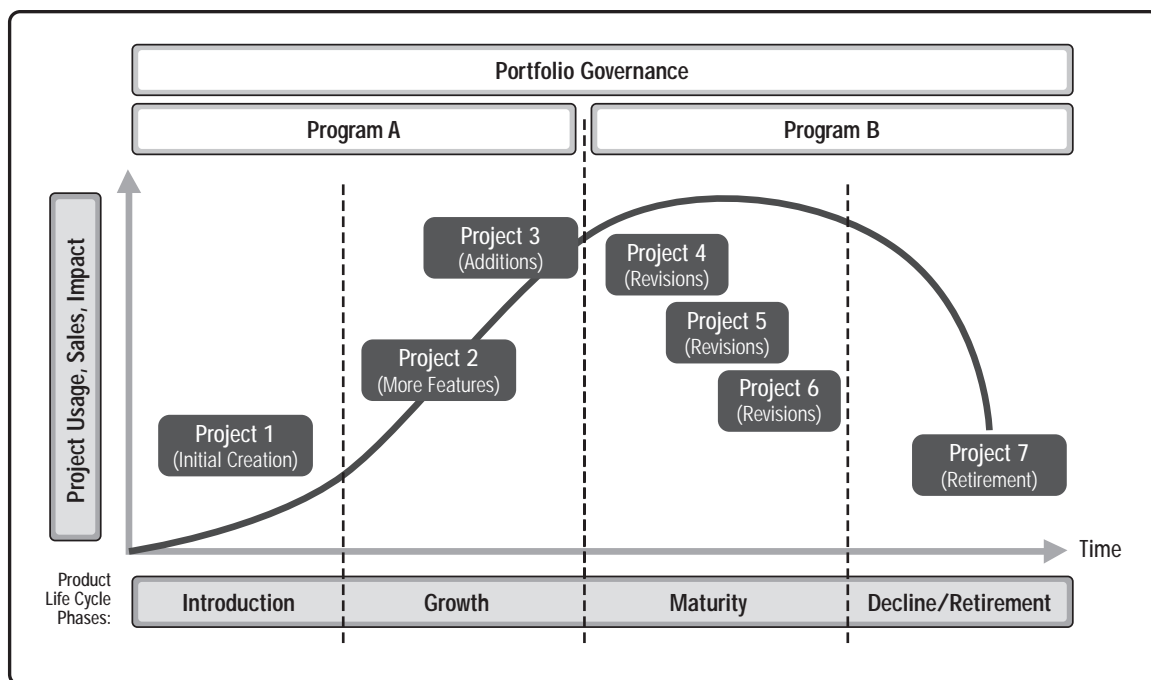 Portfolio Governance
Program A
Program B
Project Usage, Sales, Impact
Project 3
(Additions)
Project 4
(Revisions)
Project 5
(Revisions)
Project 2
(More Features)
Project 6
(Revisions)
Project 1
(Initial Creation)
Project 7
(Retirement)
Time
Product
Life Cycle
Phases:
Introduction
Growth
Maturity
Decline/Retirement